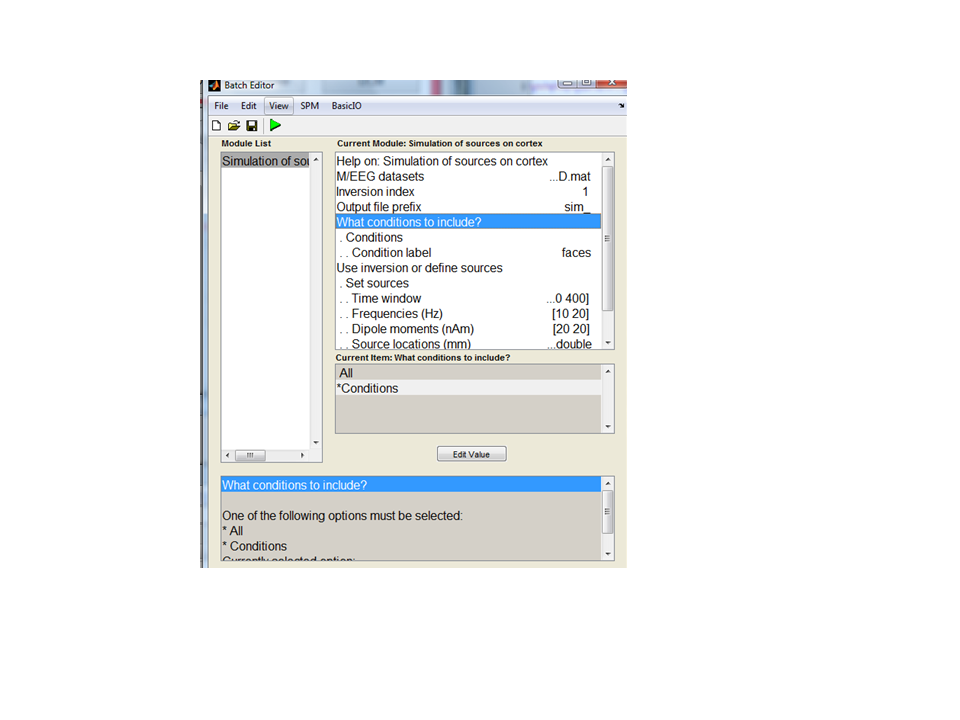 Batch Editor
File Edit View SPM BasicIO
Module List
Simulation of sou
Current Module: Simulation of sources on cortex
Help on: Simulation of sources on cortex
M/EEG datasets ...D.mat
Inversion index 1
Output file prefix sim_
What conditions to include?
. Conditions
. . Condition label faces
Use inversion or define sources
. Set sources
. . Time window ...0 400]
. . Frequencies (Hz) [10 20]
. . Dipole moments (nAm) [20 20]
. . Source locations (mm) ...double
Current Item: What conditions to include?
All
*Conditions
Edit Value
What conditions to include?
One of the following options must be selected:
* All
* Conditions
Currently selected option: